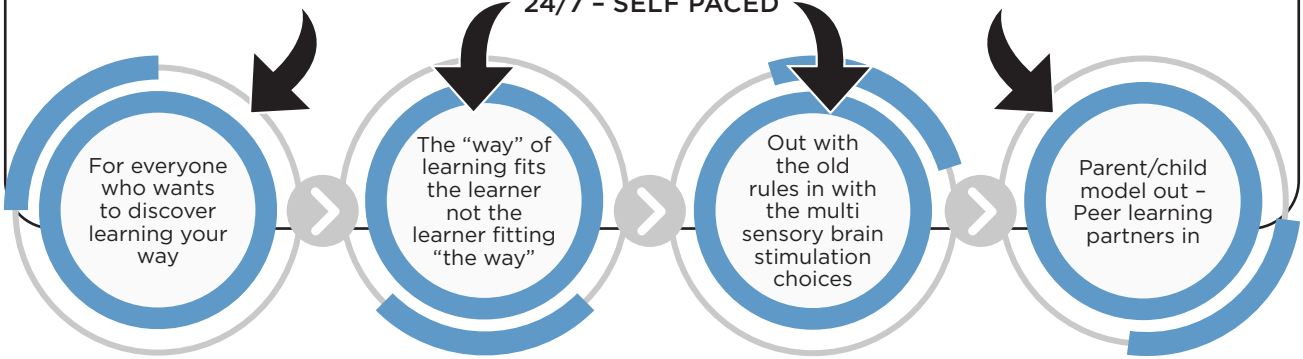 24/7 – SELF PACED
For everyone
who wants
to discover
learning your
way
The “way” of
learning fits
the learner
not the
learner fitting
“the way”
Out with
the old
rules in with
the multi
sensory brain
stimulation
choices
Parent/child
model out –
Peer learning
partners in